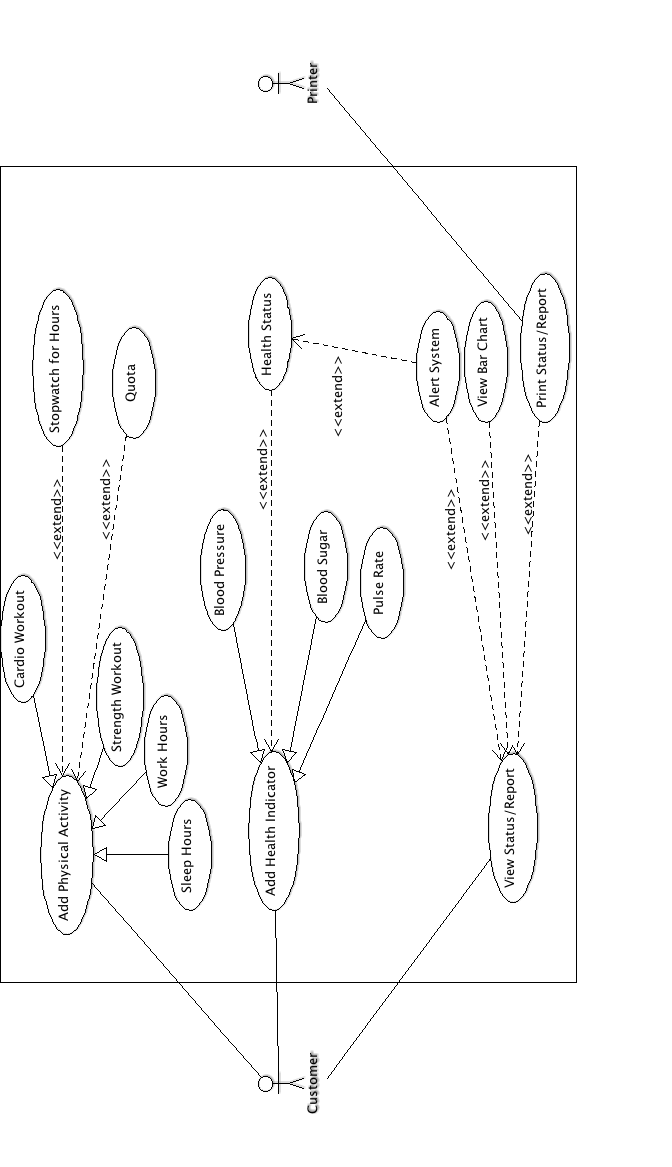 Cardio Workout
Stopwatch for Hours
<<extend>>
Add Physical Activity
Quota
<<extend>>
Strength Workout
Work Hours
Sleep Hours
Blood Pressure
Health Status
<<extend>>
Add Health Indicator
Customer
Printer
Blood Sugar
<<extend>>
Pulse Rate
Alert System
<<extend>>
View Bar Chart
<<extend>>
View Status/Report
<<extend>>
Print Status/Report